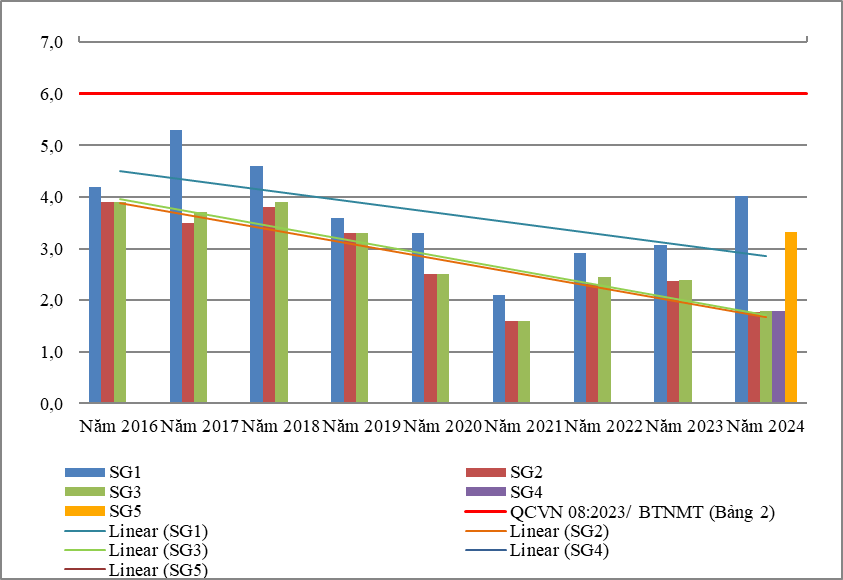 7,0
6,0
5,0
4,0
3,0
2,0
1,0
0,0
Năm 2016 Năm 2017 Năm 2018 Năm 2019 Năm 2020 Năm 2021 Năm 2022 Năm 2023 Năm 2024
SG1 SG2
SG3 SG4
SG5 QCVN 08:2023/ BTNMT (Bảng 2)
Linear (SG1) Linear (SG2)
Linear (SG3) Linear (SG4)
Linear (SG5)